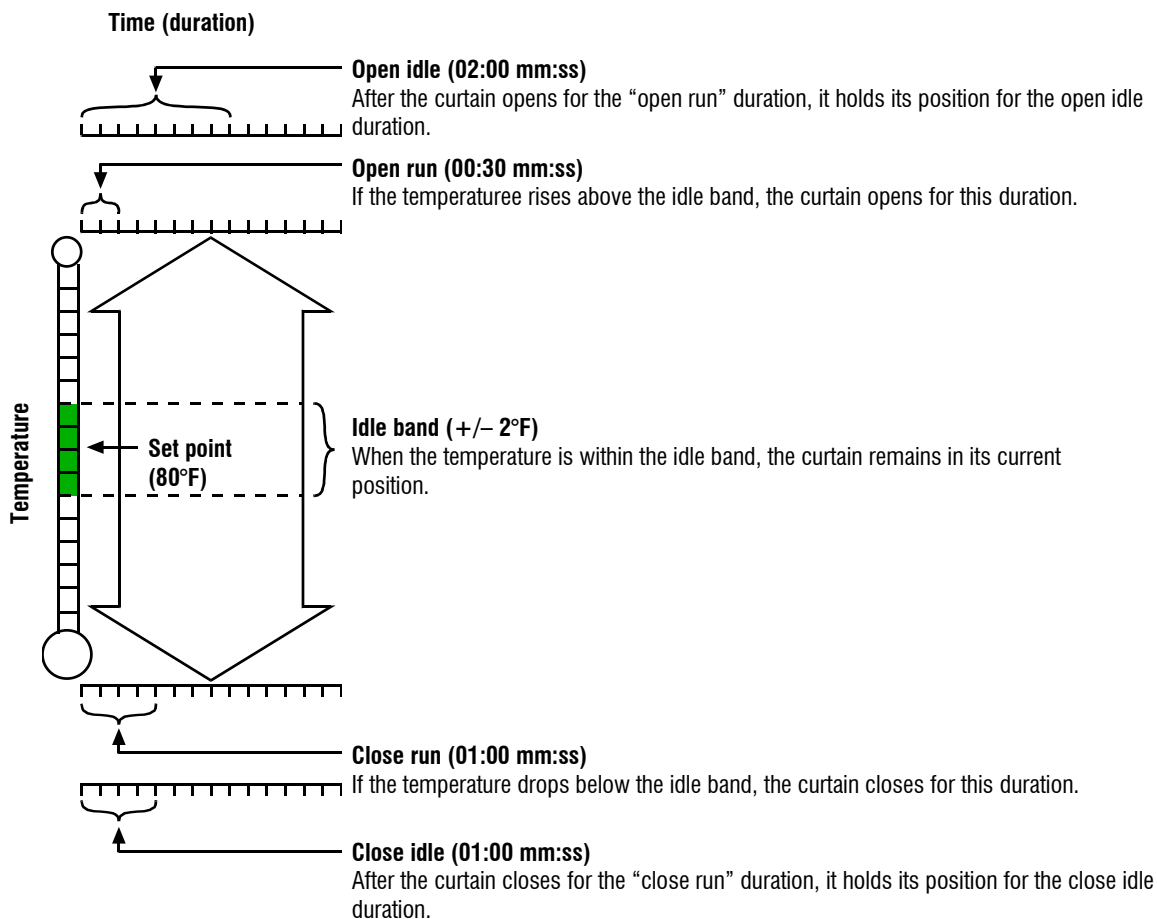 Time (duration)
Open idle (02:00 mm:ss)
After the curtain opens for the “open run” duration, it holds its position for the open idle
duration.
Open run (00:30 mm:ss)
If the temperaturee rises above the idle band, the curtain opens for this duration.
Temperature
Set point
(80°F)
Idle band (+/– 2°F)
When the temperature is within the idle band, the curtain remains in its current
position.
Close run (01:00 mm:ss)
If the temperature drops below the idle band, the curtain closes for this duration.
Close idle (01:00 mm:ss)
After the curtain closes for the “close run” duration, it holds its position for the close idle
duration.